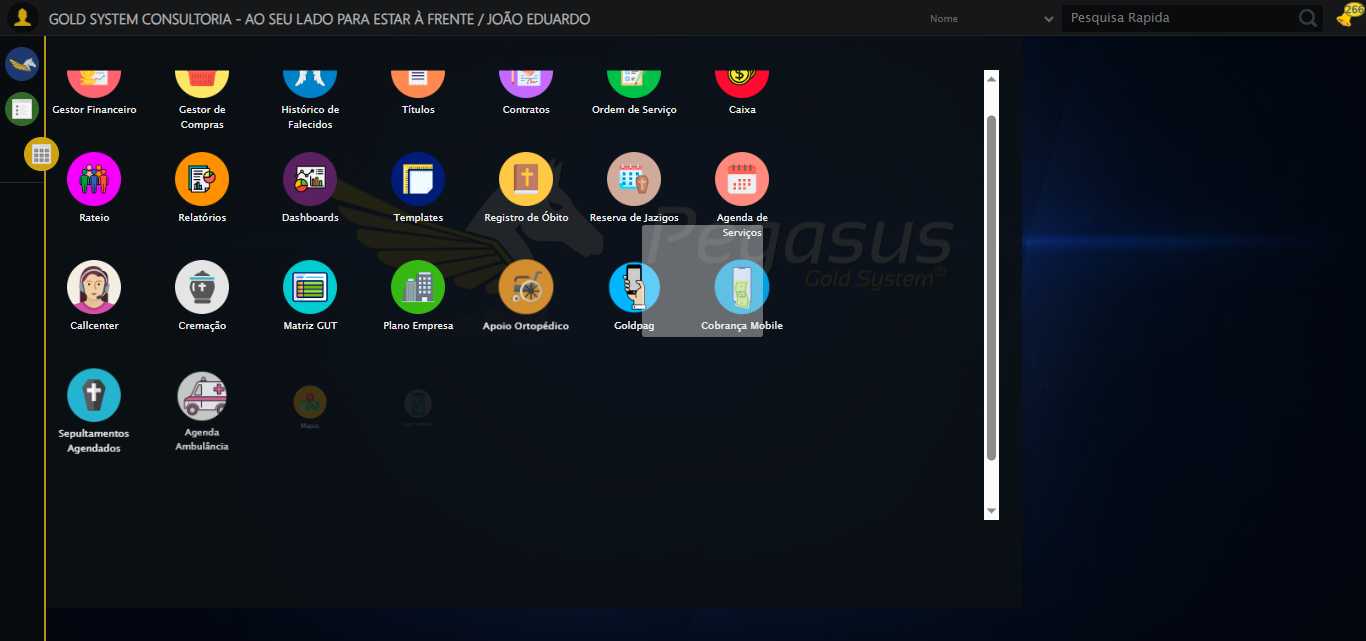 GOLD SYSTEM CONSULTORIA - AO SEU LADO PARA ESTAR À FRENTE / JOÃO EDUARDO
Nome
Pesquisa Rapida
266
Gestor Financeiro
Gestor de
Compras
Histórico de
Falecidos
Títulos
Contratos
Ordem de Serviço
Caixa
Rateio
Relatórios
Dashboards
Templates
Registro de Óbito
Reserva de Jazigos
Agenda de
Serviços
Pegasus
Gold System®
Callcenter
Cremação
Matriz GUT
Plano Empresa
Apoio Ortopédico
Goldpag
Cobrança Mobile
Sepultamentos
Agendados
Agenda
Ambulância
Mapas